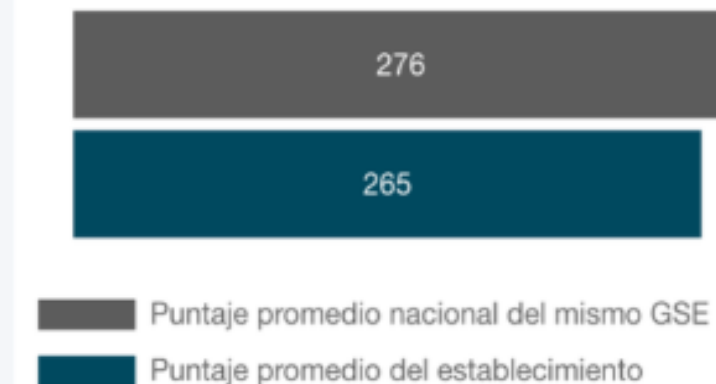 276
265
Puntaje promedio nacional del mismo GSE
Puntaje promedio del establecimiento